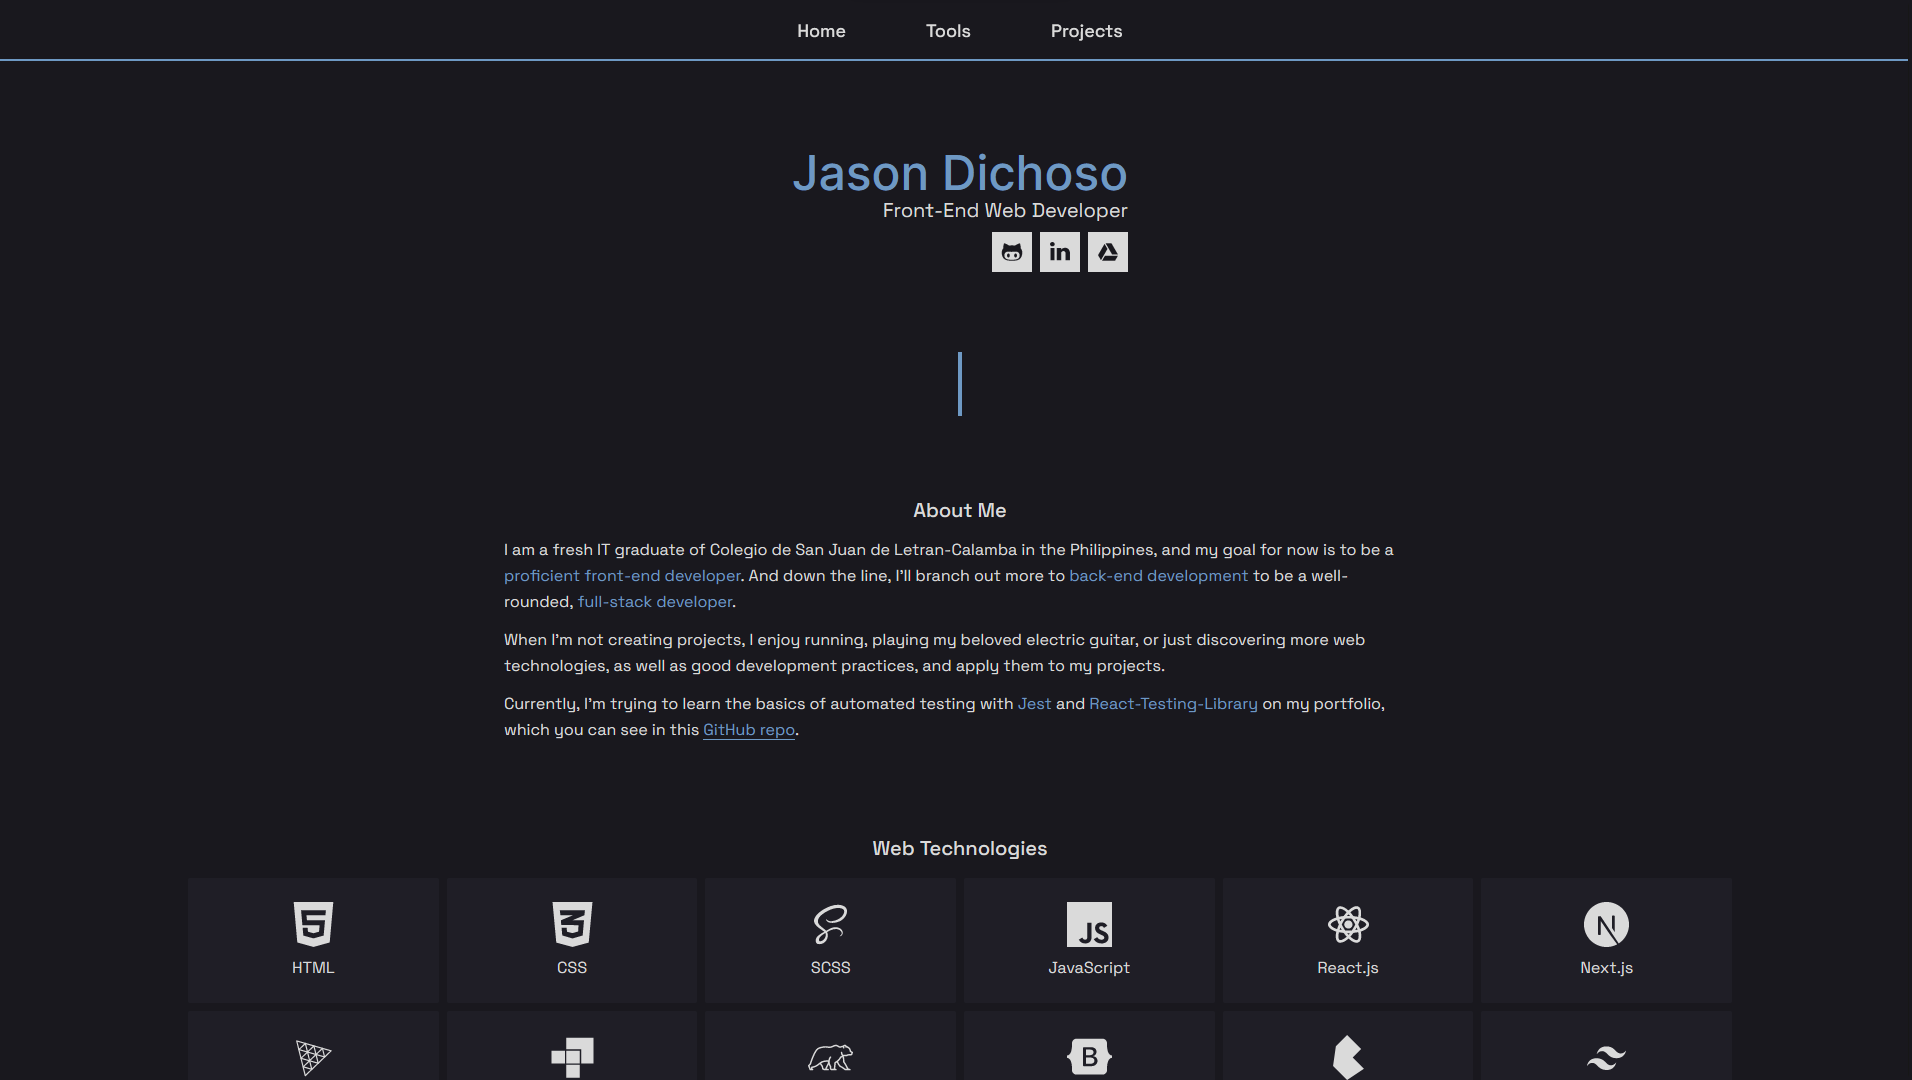 Home Tools Projects
Jason Dichoso
Front-End Web Developer
in
About Me
I am a fresh IT graduate of Colegio de San Juan de Letran-Calamba in the Philippines, and my goal for now is to be a
proficient front-end developer. And down the line, I'll branch out more to back-end development to be a well-
rounded, full-stack developer.
When I'm not creating projects, I enjoy running, playing my beloved electric guitar, or just discovering more web
technologies, as well as good development practices, and apply them to my projects.
Currently, I'm trying to learn the basics of automated testing with Jest and React-Testing-Library on my portfolio,
which you can see in this GitHub repo.
Web Technologies
5 3 JS N
HTML CSS SCSS JavaScript React.js Next.js
B